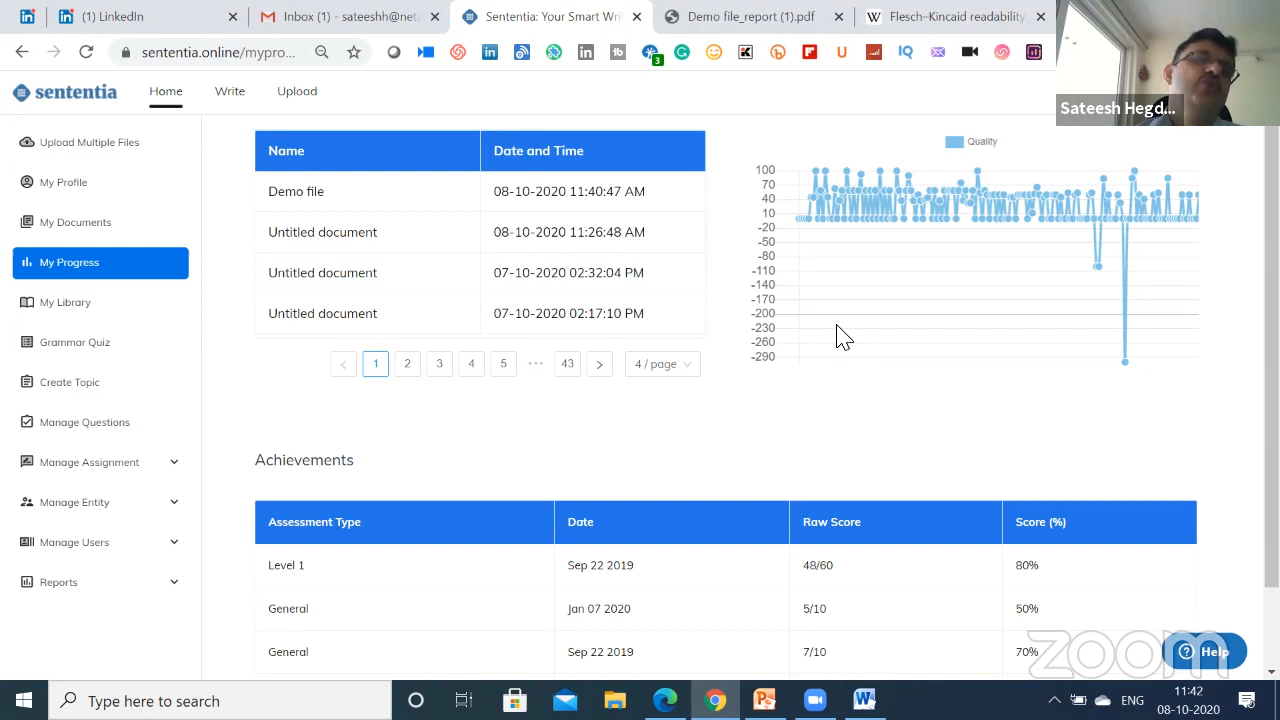 (1) LinkedIn
Inbox (1) - sateeshh@net
Sententia: Your Smart Wri
Demo file_report (1).pdf
Flesch–Kincaid readability
sententia.online/mypro...
3
sententia
Home
Write
Upload
Sateesh Hegd...
Upload Multiple Files
My Profile
My Documents
My Progress
My Library
Grammar Quiz
Create Topic
Manage Questions
Manage Assignment
Manage Entity
Manage Users
Reports
Name Date and Time
Demo file 08-10-2020 11:40:47 AM
Untitled document 08-10-2020 11:26:48 AM
Untitled document 07-10-2020 02:32:04 PM
Untitled document 07-10-2020 02:17:10 PM
< 1 2 3 4 5 ••• 43 > 4 / page
Quality
100
70
40
10
-20
-50
-80
-110
-140
-170
-200
-230
-260
-290
Achievements
Assessment Type Date Raw Score Score (%)
Level 1 Sep 22 2019 48/60 80%
General Jan 07 2020 5/10 50%
General Sep 22 2019 7/10 70%
zoom
Help
Type here to search
ENG
11:42
08-10-2020